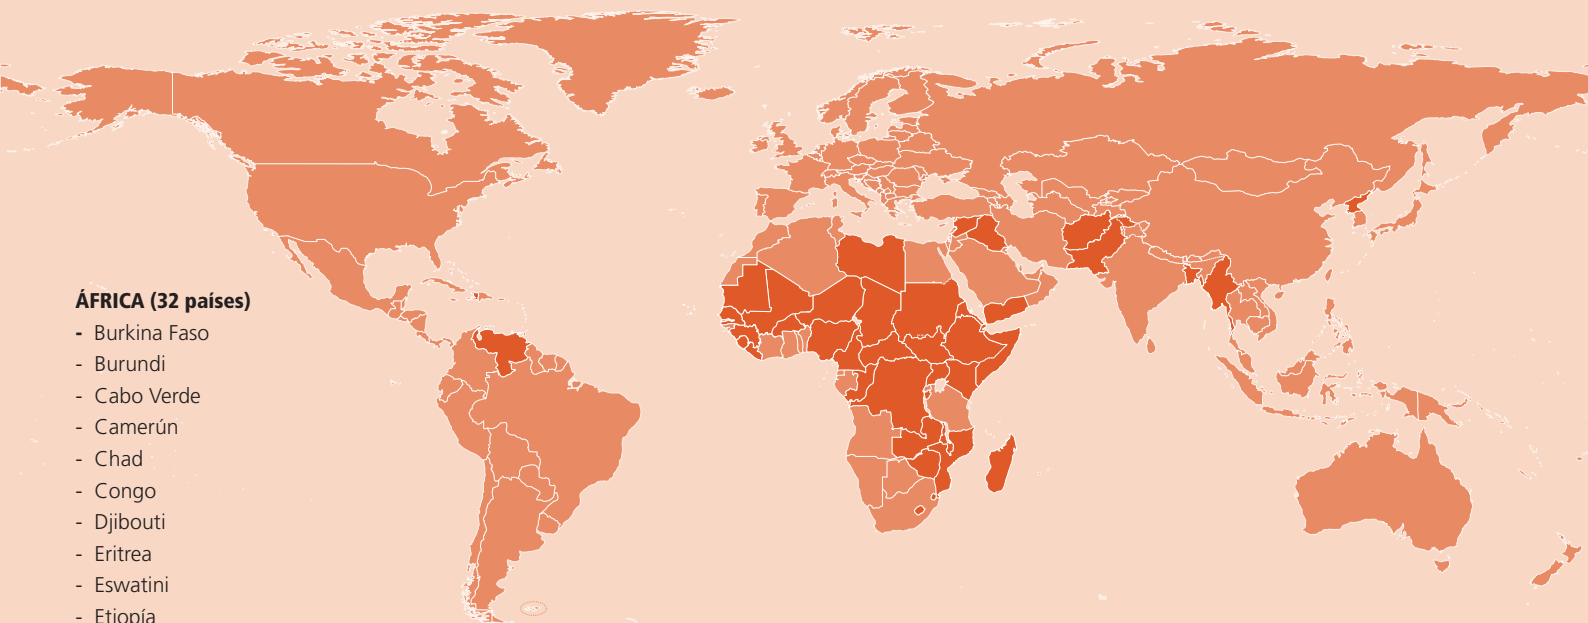 ÁFRICA (32 países)
- Burkina Faso
- Burundi
- Cabo Verde
- Camerún
- Chad
- Congo
- Djibouti
- Eritrea
- Eswatini
- Etiopía